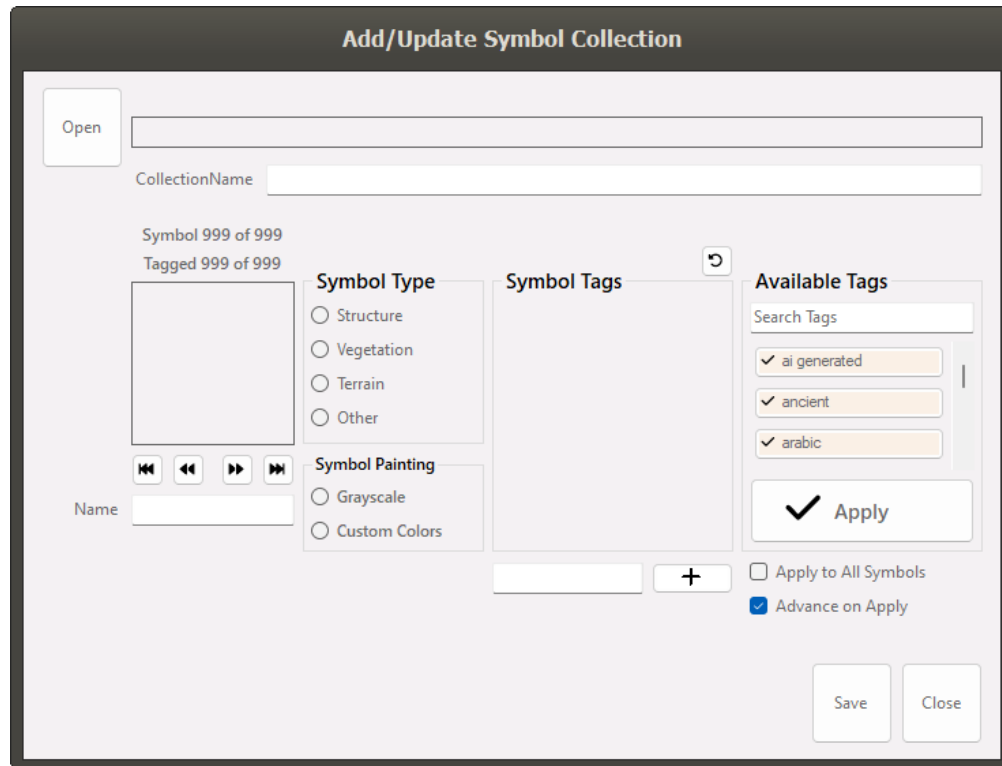 Add/Update Symbol Collection
Open
CollectionName
Symbol 999 of 999
Tagged 999 of 999
Symbol Type
Structure
Vegetation
Terrain
Other
Symbol Painting
Grayscale
Custom Colors
Name
Symbol Tags
Available Tags
Search Tags
ai generated
ancient
arabic
Apply
Apply to All Symbols
Advance on Apply
Save
Close